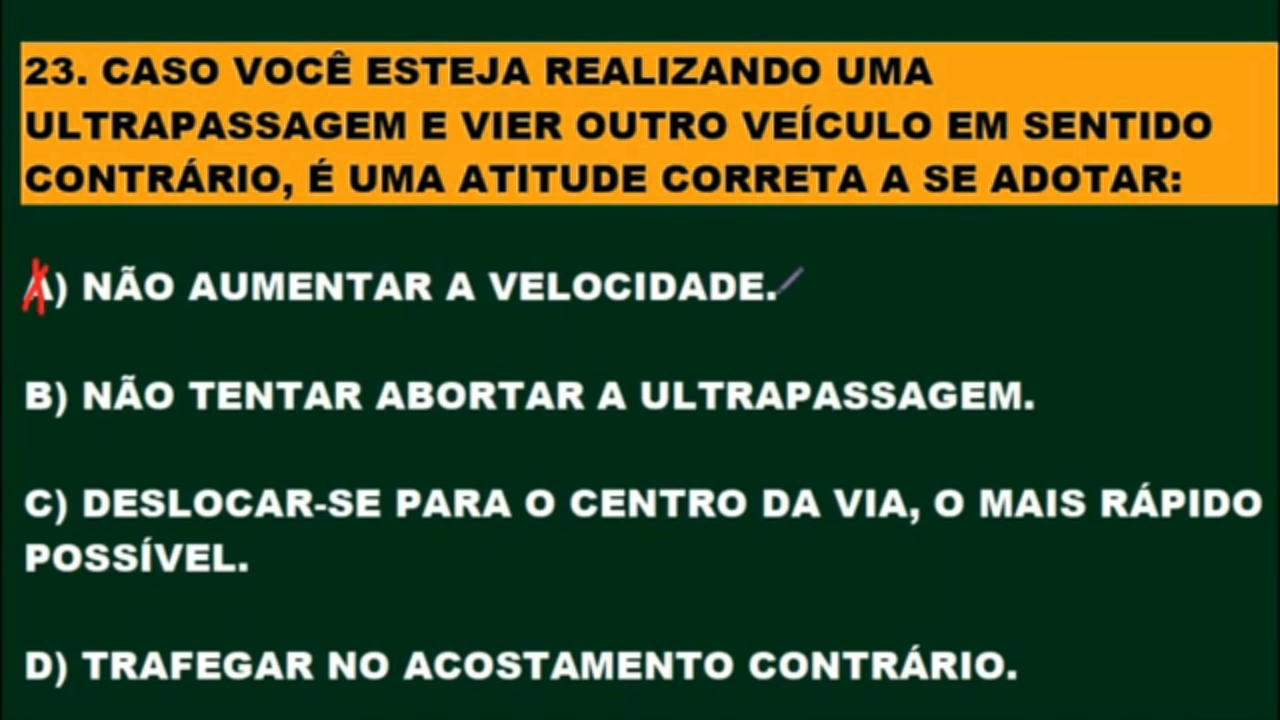 23. CASO VOCÊ ESTEJA REALIZANDO UMA
ULTRAPASSAGEM E VIER OUTRO VEÍCULO EM SENTIDO
CONTRÁRIO, É UMA ATITUDE CORRETA A SE ADOTAR:
A) NÃO AUMENTAR A VELOCIDADE.
B) NÃO TENTAR ABORTAR A ULTRAPASSAGEM.
C) DESLOCAR-SE PARA O CENTRO DA VIA, O MAIS RÁPIDO
POSSÍVEL.
D) TRAFEGAR NO ACOSTAMENTO CONTRÁRIO.